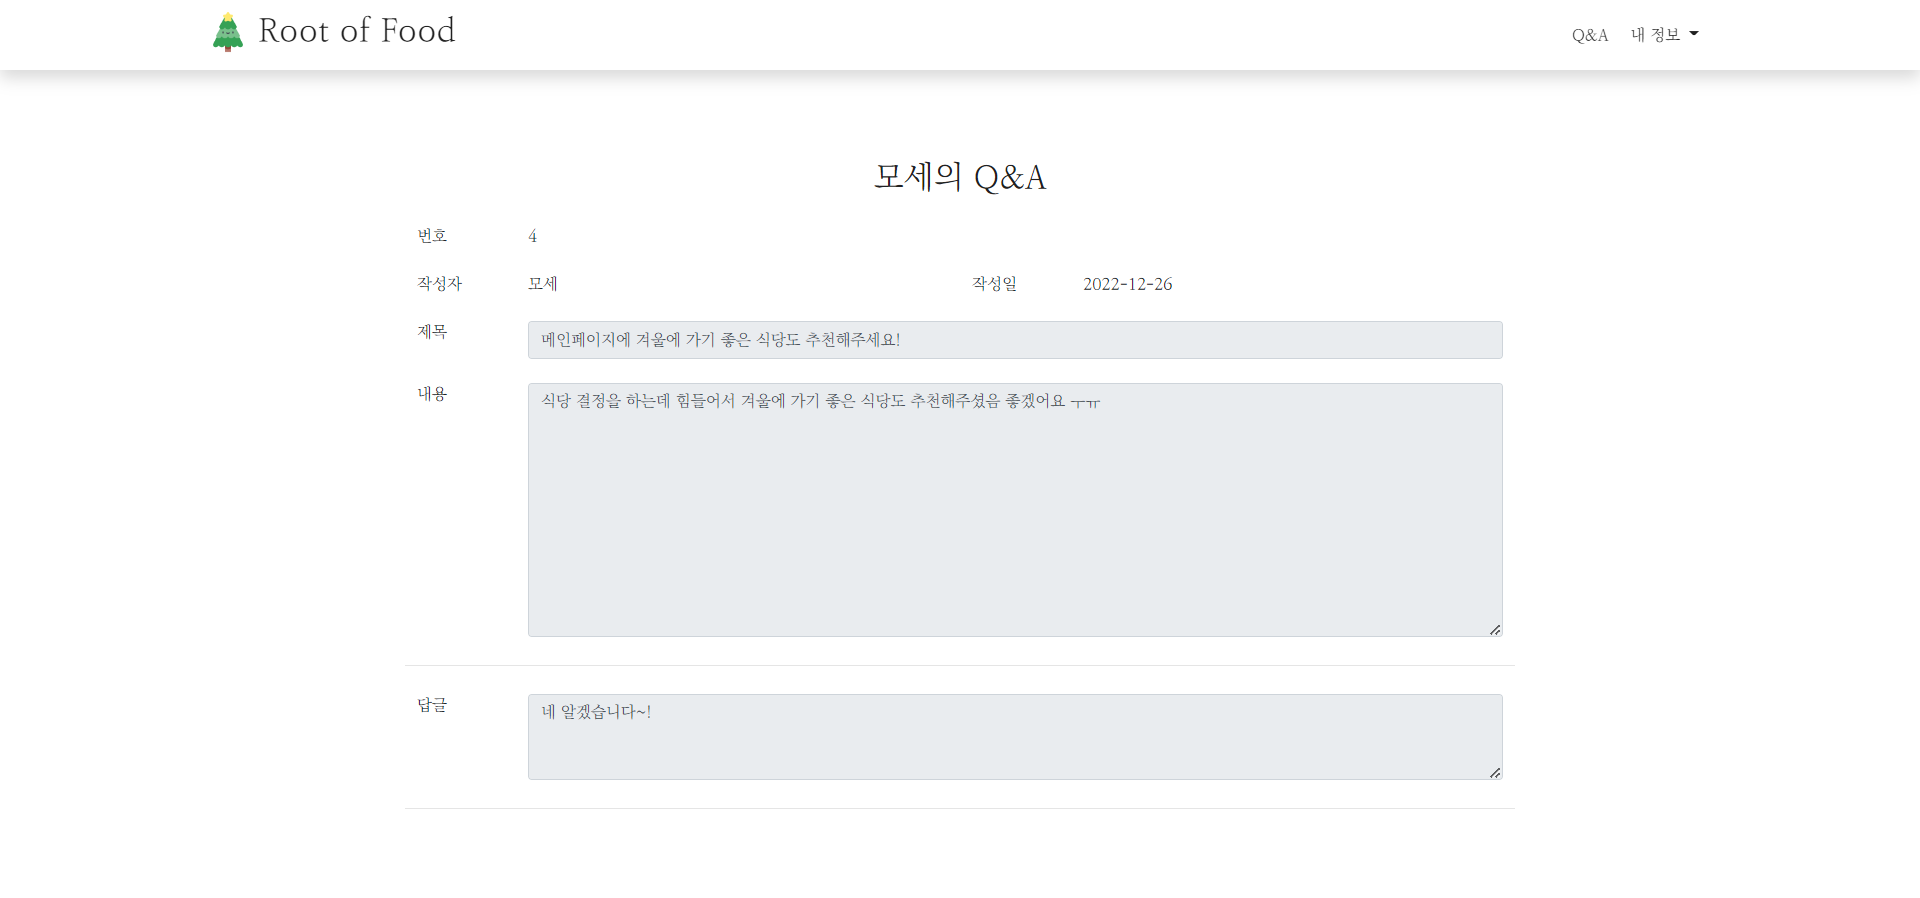 Root of Food
Q&A 내 정보
모세의 Q&A
번호 4
작성자 모세 작성일 2022-12-26
제목 메인페이지에 겨울에 가기 좋은 식당도 추천해주세요!
내용 식당 결정을 하는데 힘들어서 겨울에 가기 좋은 식당도 추천해주셨음 좋겠어요 ㅜㅠ
답글 네 알겠습니다~!